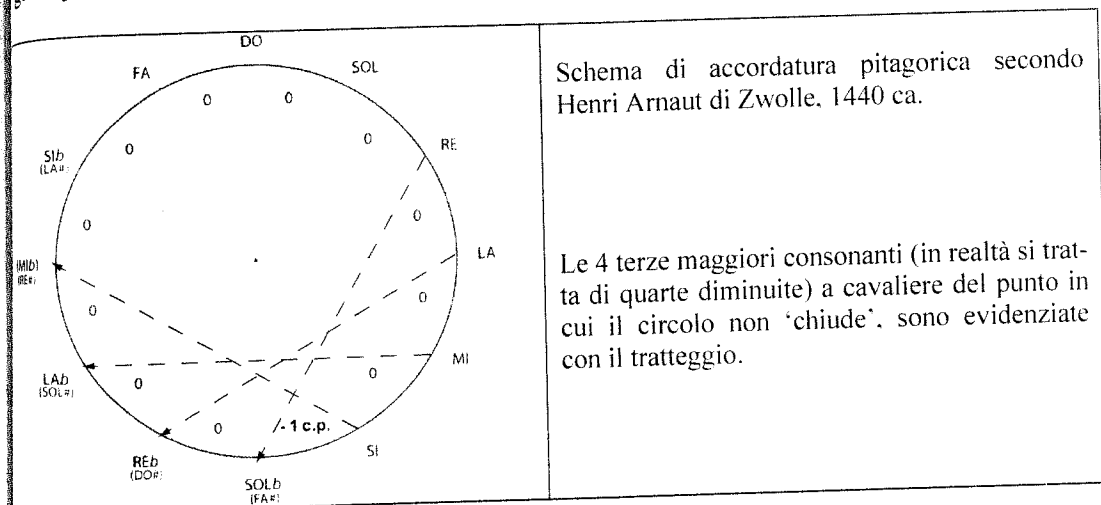 DO
FA
SOL
0
0
0
0
SIb
(LA#)
RE
0
0
(MIb)
(RE#)
LA
0
0
LAb
(SOL#)
MI
0
0
0
/- 1 c.p.
REb
(DO#)
SI
SOLb
(FA#)
Schema di accordatura pitagorica secondo
Henri Arnaut di Zwolle, 1440 ca.
Le 4 terze maggiori consonanti (in realtà si trat-
ta di quarte diminuite) a cavaliere del punto in
cui il circolo non ‘chiude’, sono evidenziate
con il tratteggio.